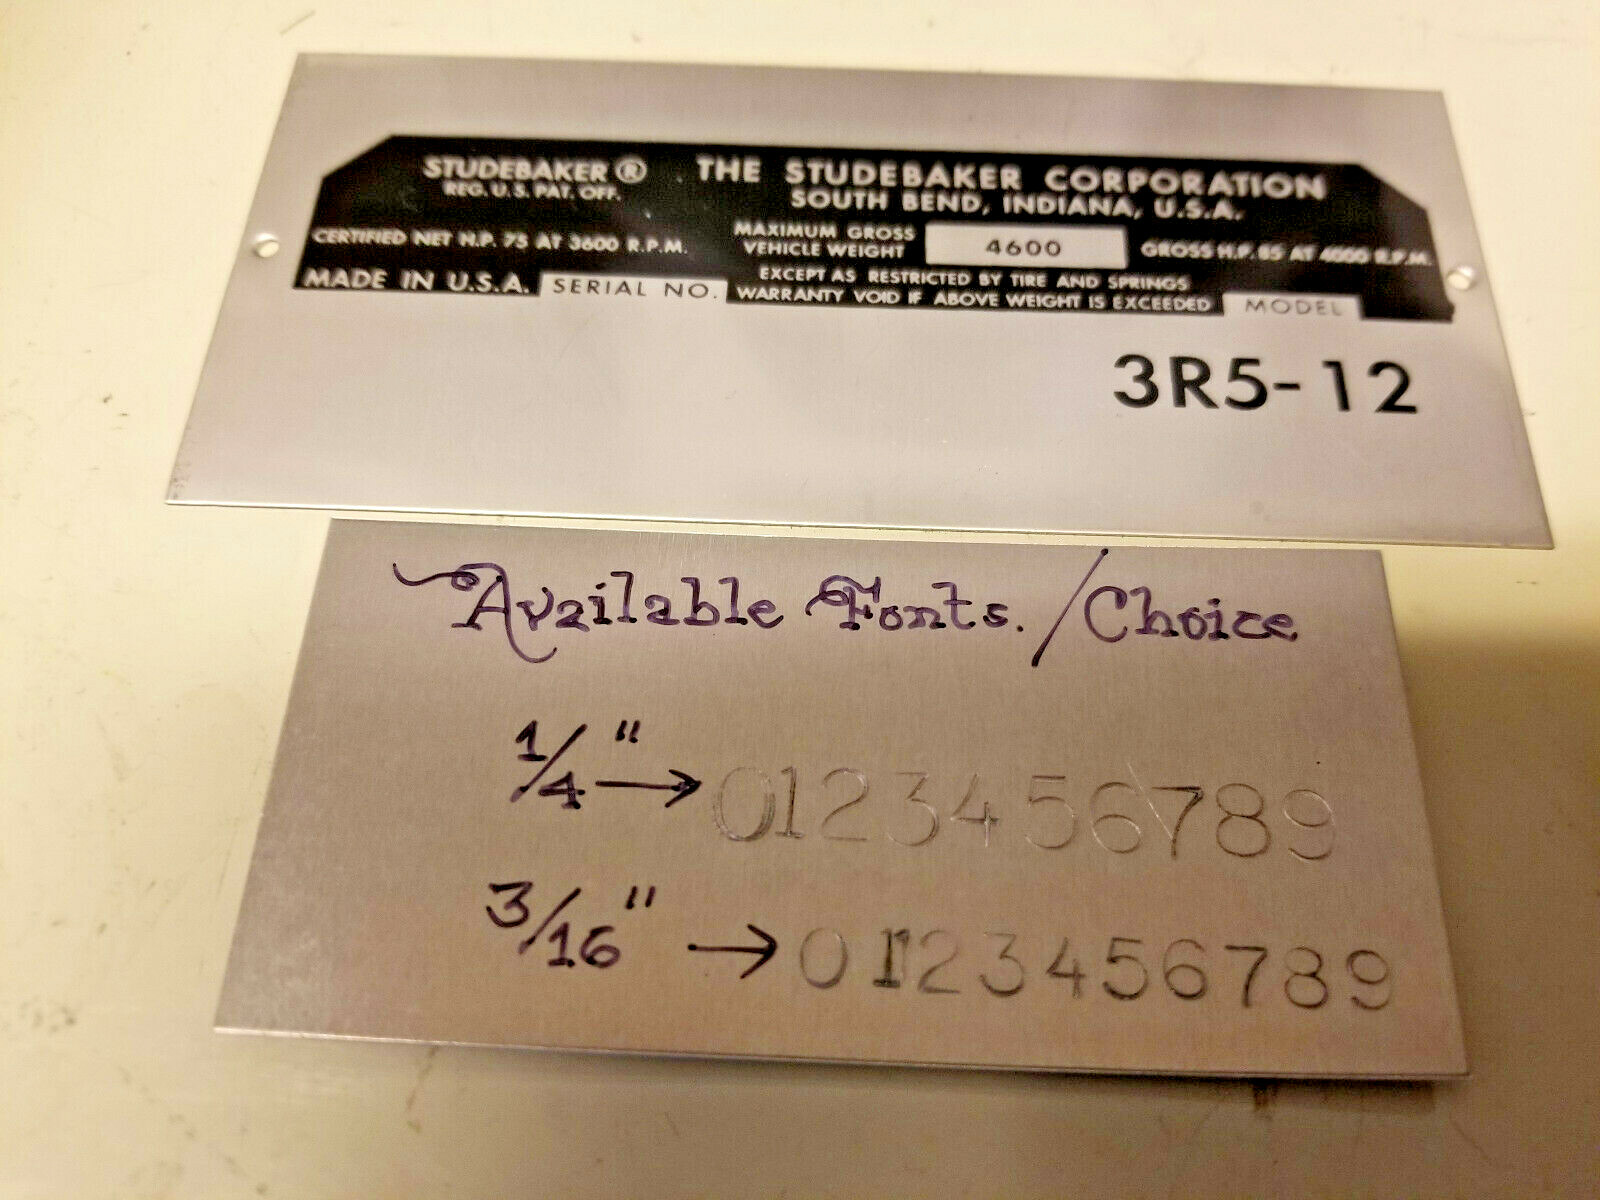 STUDEBAKER ® THE STUDEBAKER CORPORATION
REG. U.S. PAT. OFF. SOUTH BEND, INDIANA, U.S.A.
CERTIFIED NET H.P. 75 AT 3600 R.P.M.
MAXIMUM GROSS
VEHICLE WEIGHT 4600
GROSS H.P. 85 AT 4000 R.P.M.
EXCEPT AS RESTRICTED BY TIRE AND SPRINGS
MADE IN U.S.A. SERIAL NO. WARRANTY VOID IF ABOVE WEIGHT IS EXCEEDED MODEL
3R5-12
Available Fonts. / Choice
1/4" → 0123456789
3/16" → 0123456789